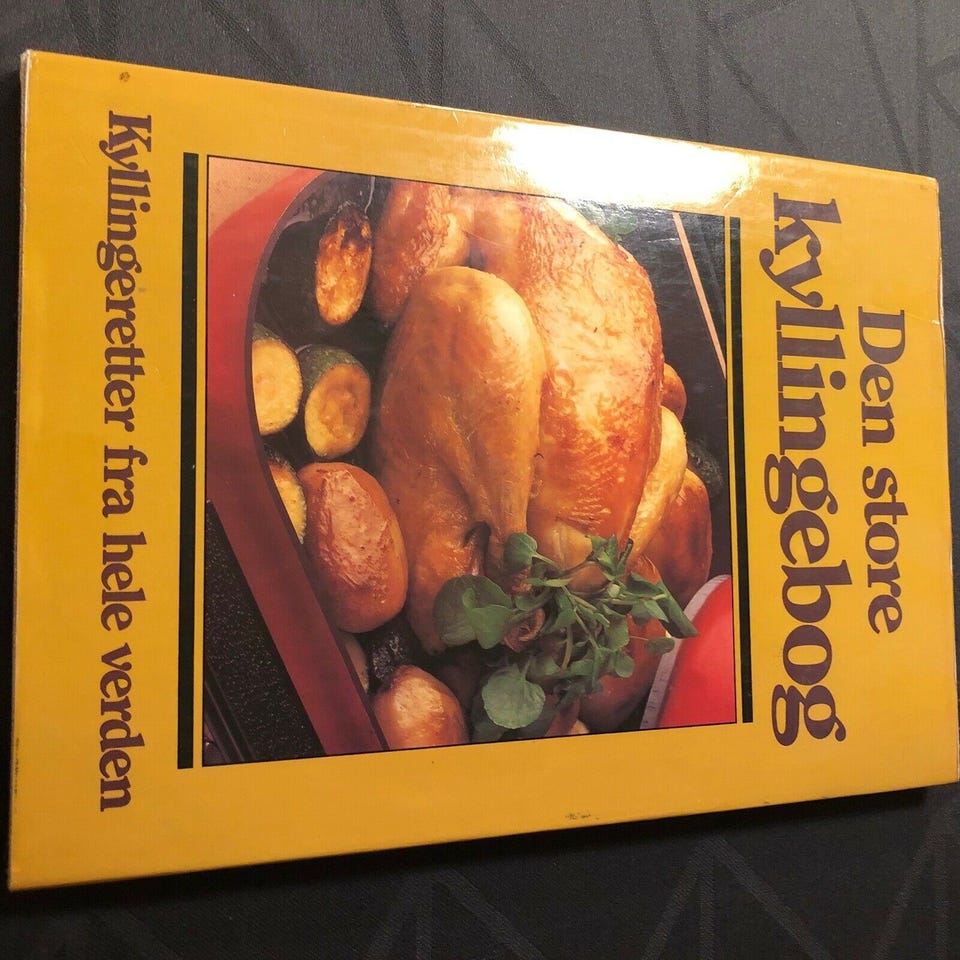 Den store
kyllingebog
Kyllingeretter fra hele verden